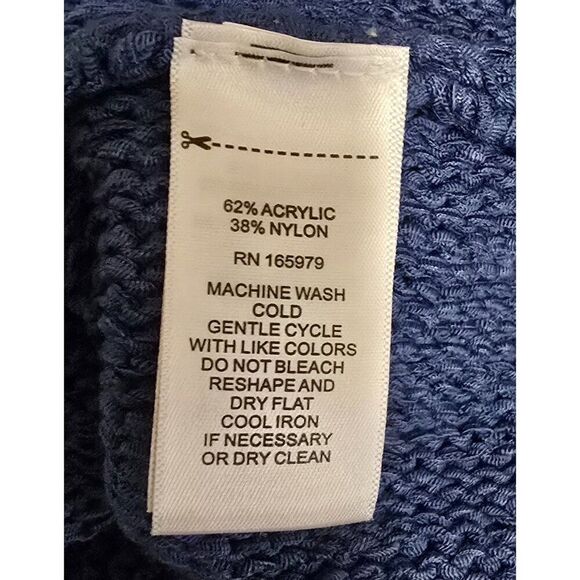 62% ACRYLIC
38% NYLON
RN 165979
MACHINE WASH
COLD
GENTLE CYCLE
WITH LIKE COLORS
DO NOT BLEACH
RESHAPE AND
DRY FLAT
COOL IRON
IF NECESSARY
OR DRY CLEAN